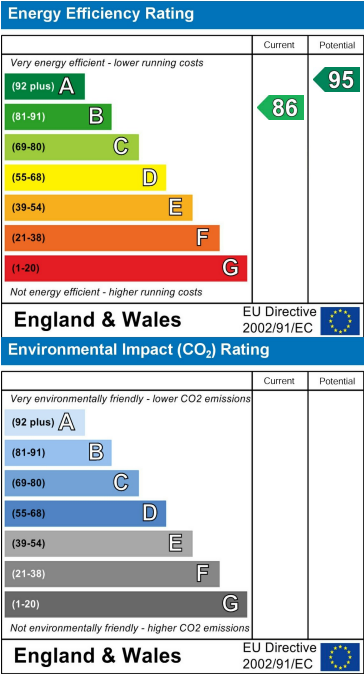 Energy Efficiency Rating
Current Potential
Very energy efficient - lower running costs
(92 plus) A
95
(81-91) B
86
(69-80) C
(55-68) D
(39-54) E
(21-38) F
(1-20) G
Not energy efficient - higher running costs
England & Wales
EU Directive
2002/91/EC
Environmental Impact (CO₂) Rating
Current Potential
Very environmentally friendly - lower CO2 emissions
(92 plus) A
(81-91) B
(69-80) C
(55-68) D
(39-54) E
(21-38) F
(1-20) G
Not environmentally friendly - higher CO2 emissions
England & Wales
EU Directive
2002/91/EC